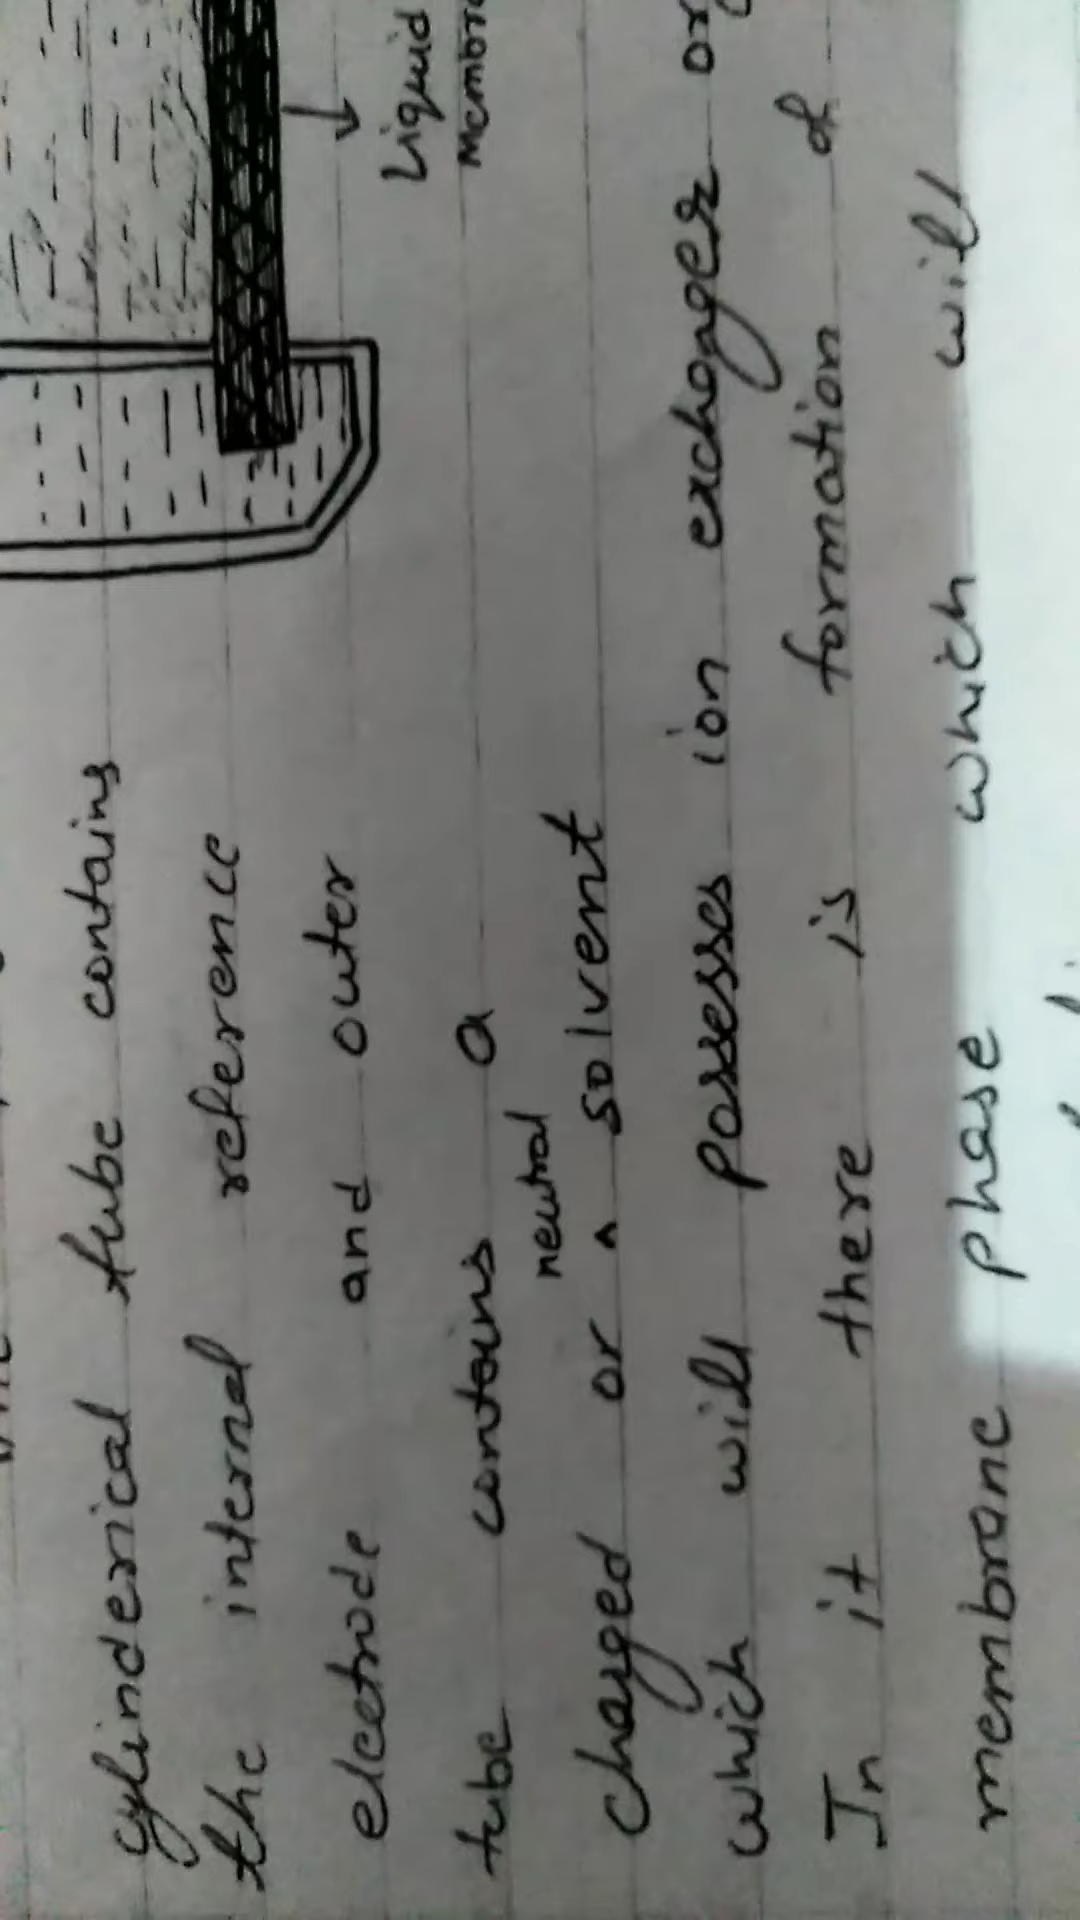 Liquid
Membr
cylinderical tube contains
the internal reference
electrode and outer
tube contains a
neutral
charged or ^ solvent
which will possesses ion exchanger or
In it there is formation of
membrane phase which will